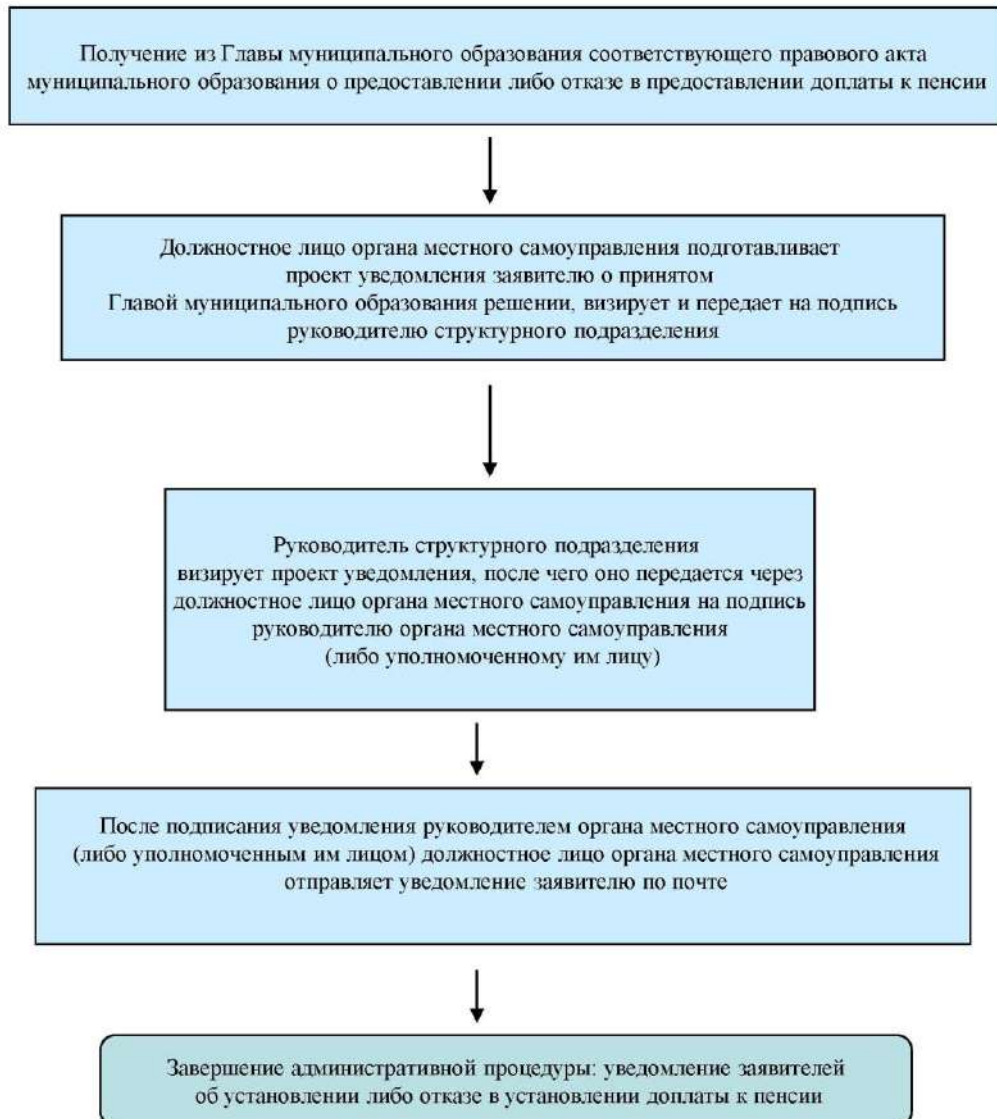 Получение из Главы муниципального образования соответствующего правового акта
муниципального образования о предоставлении либо отказе в предоставлении доплаты к пенсии
Должностное лицо органа местного самоуправления подготавливает
проект уведомления заявителю о принятом
Главой муниципального образования решении, визирует и передает на подпись
руководителю структурного подразделения
Руководитель структурного подразделения
визирует проект уведомления, после чего оно передается через
должностное лицо органа местного самоуправления на подпись
руководителю органа местного самоуправления
(либо уполномоченному им лицу)
После подписания уведомления руководителем органа местного самоуправления
(либо уполномоченным им лицом) должностное лицо органа местного самоуправления
отправляет уведомление заявителю по почте
Завершение административной процедуры: уведомление заявителей
об установлении либо отказе в установлении доплаты к пенсии